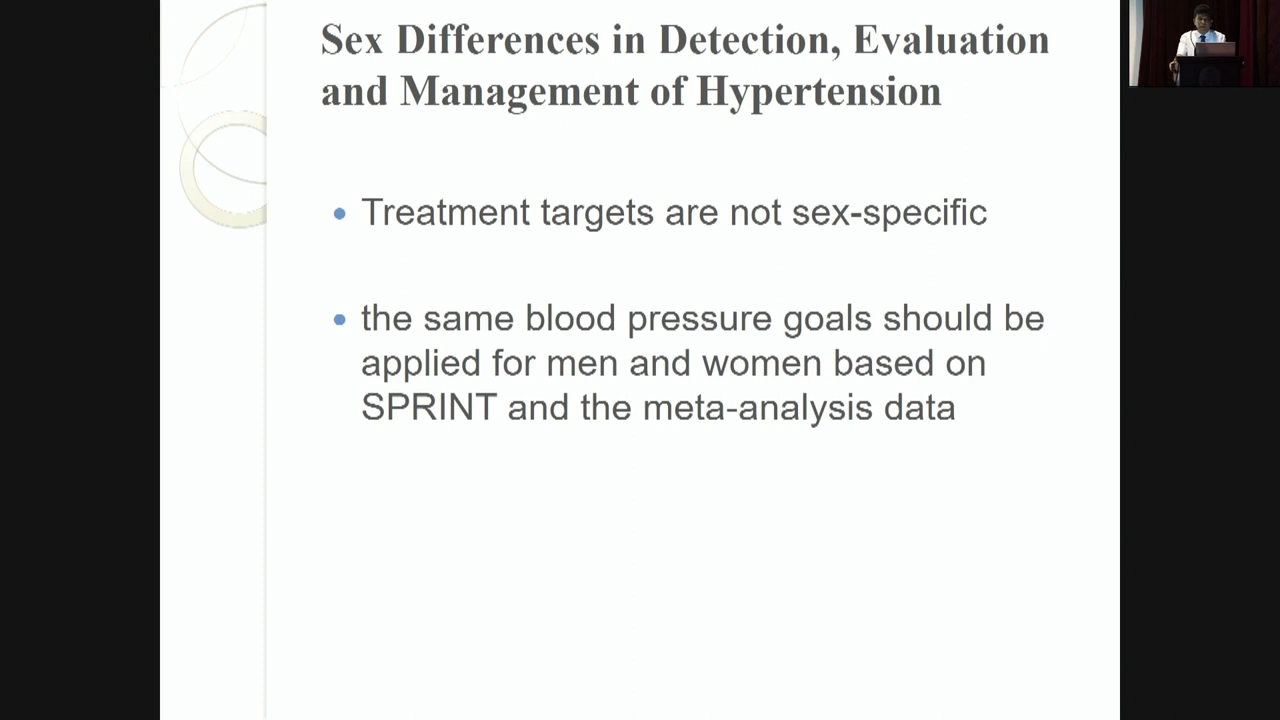 Sex Differences in Detection, Evaluation
and Management of Hypertension
• Treatment targets are not sex-specific
• the same blood pressure goals should be
applied for men and women based on
SPRINT and the meta-analysis data